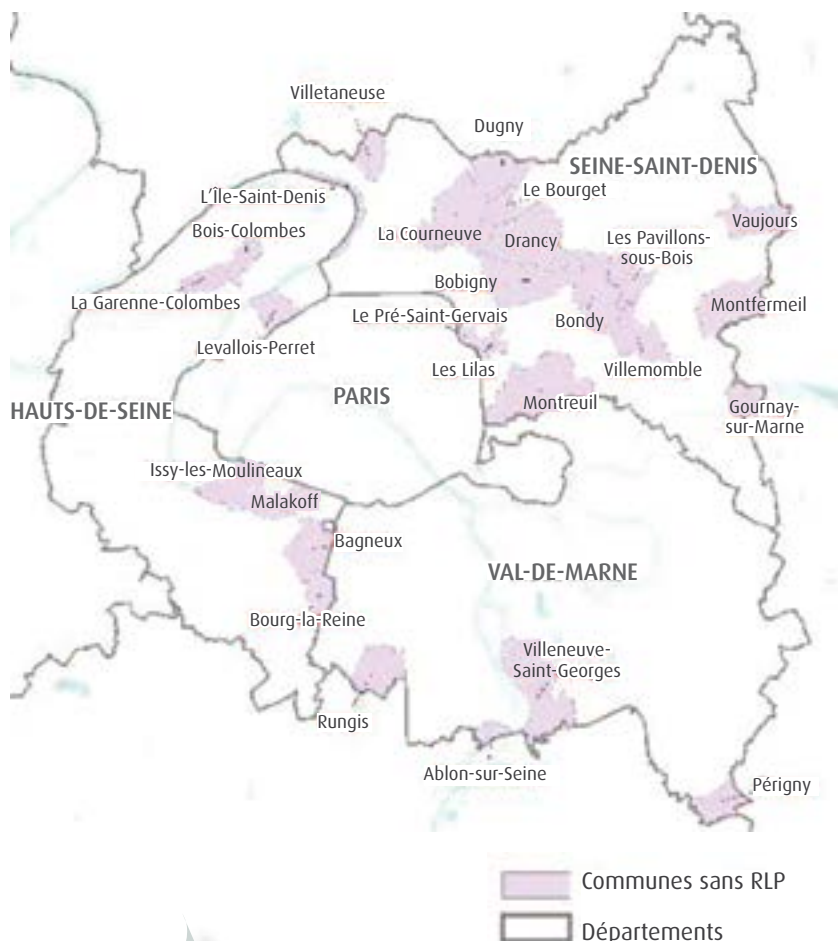 Villetaneuse
Dugny
SEINE-SAINT-DENIS
Le Bourget
L'Île-Saint-Denis
Vaujours
Bois-Colombes
La Courneuve
Drancy
Les Pavillons-
sous-Bois
Bobigny
La Garenne-Colombes
Montfermeil
Le Pré-Saint-Gervais
Bondy
Levallois-Perret
Les Lilas
Villemomble
PARIS
HAUTS-DE-SEINE
Montreuil
Gournay-
sur-Marne
Issy-les-Moulineaux
Malakoff
Bagneux
VAL-DE-MARNE
Bourg-la-Reine
Villeneuve-
Saint-Georges
Rungis
Ablon-sur-Seine
Périgny
Communes sans RLP
Départements